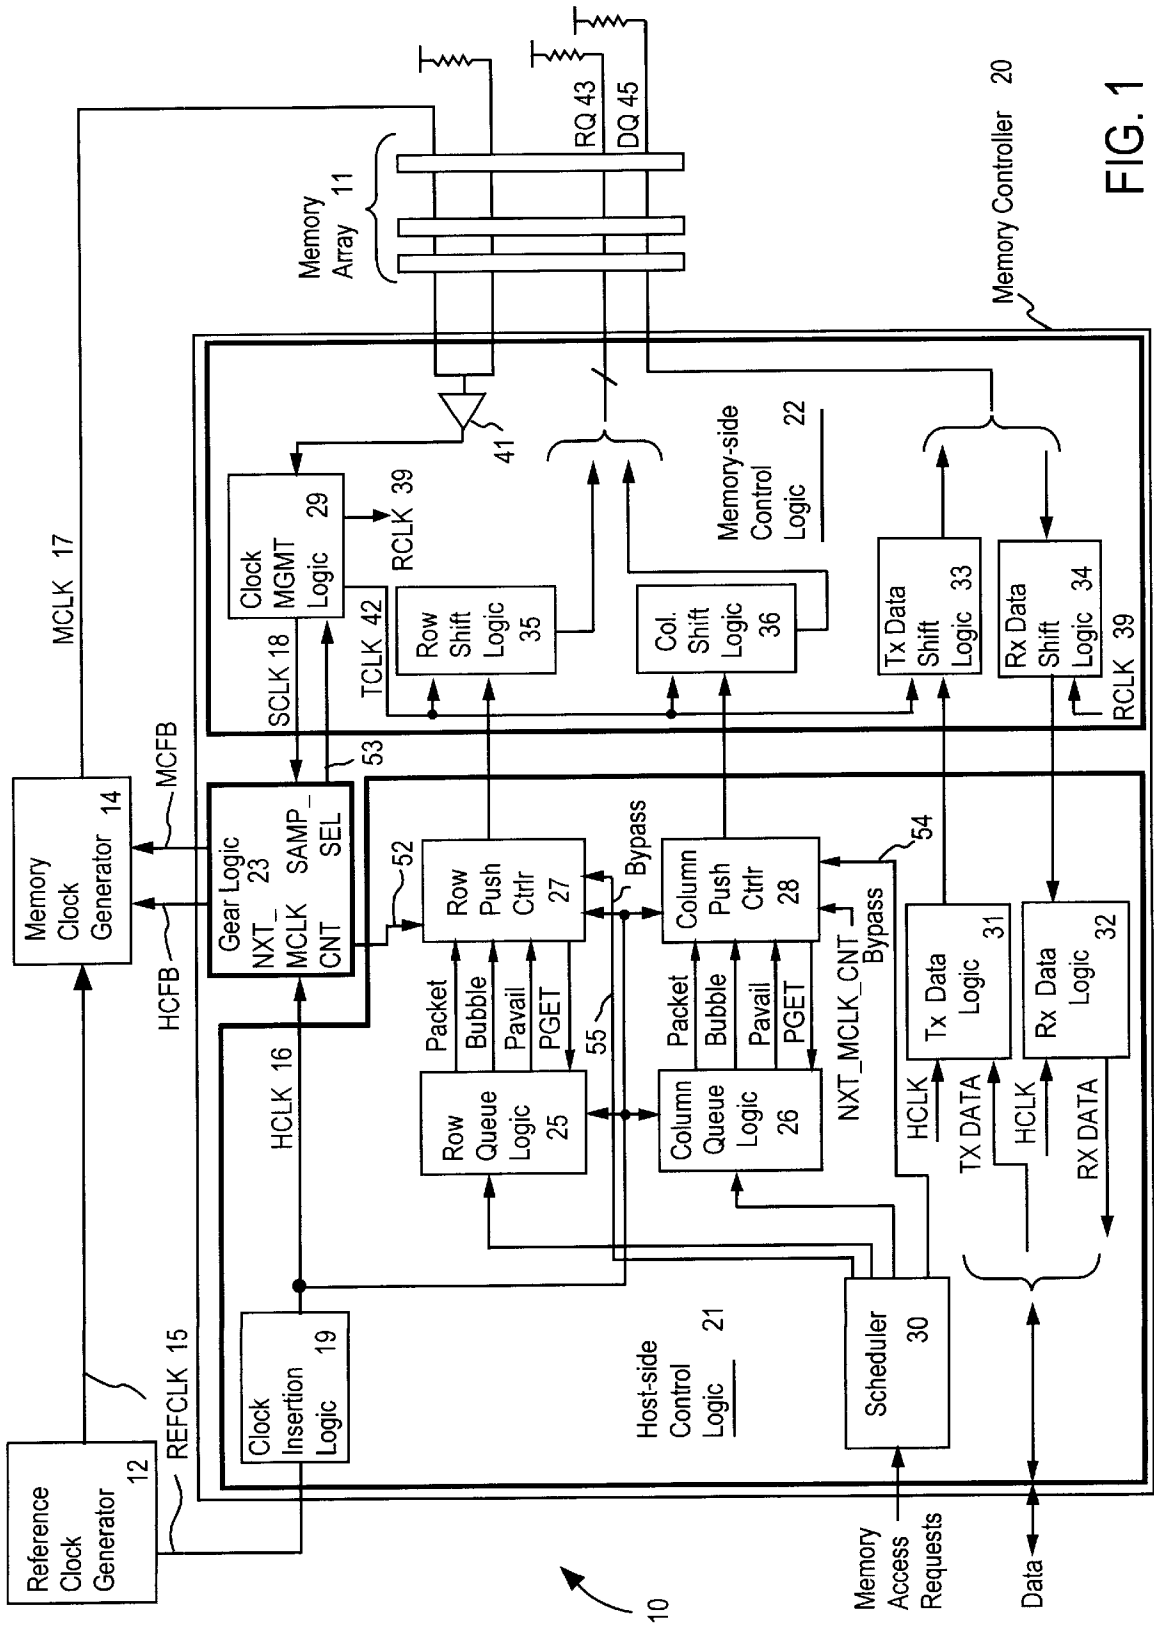 Reference
Clock
Generator 12
REFCLK 15
Memory
Clock
Generator 14
MCLK 17
HCFB
MCFB
Clock
Insertion
Logic 19
HCLK 16
Gear Logic
23
NXT_
MCLK SAMP_
CNT SEL
SCLK 18
53
Clock
MGMT
Logic 29
TCLK 42
RCLK 39
41
Memory
Array 11
RQ 43
DQ 45
52
Row
Queue
Logic
25
Packet
Bubble
Pavail
PGET
Row
Push
Ctrlr
27
Row
Shift
Logic
35
55
Bypass
Column
Queue
Logic
26
Packet
Bubble
Pavail
PGET
Column
Push
Ctrlr
28
Col.
Shift
Logic
36
NXT_MCLK_CNT
Bypass
54
Host-side
Control
Logic 21
Memory-side
Control
Logic 22
Scheduler
30
Memory
Access
Requests
HCLK
TX DATA
HCLK
RX DATA
Tx Data
Logic
31
Rx Data
Logic
32
Tx Data
Shift
Logic 33
Rx Data
Shift
Logic 34
RCLK 39
Data
Memory Controller 20
10
FIG. 1